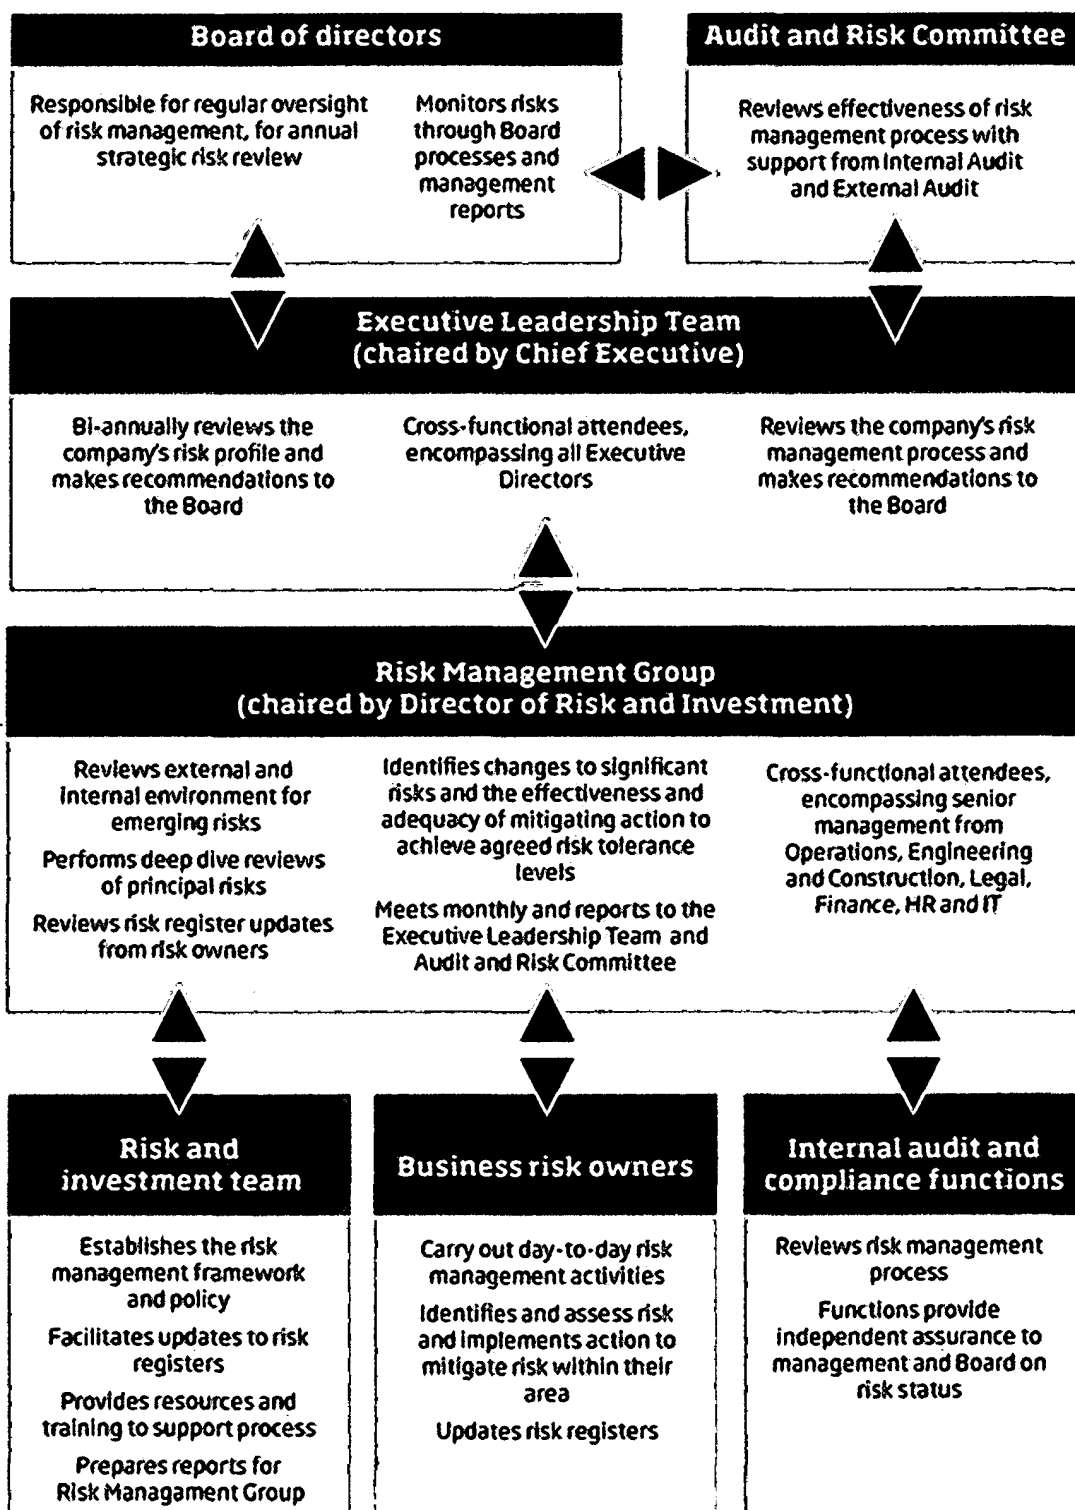 Board of directors
Responsible for regular oversight
of risk management, for annual
strategic risk review
Monitors risks
through Board
processes and
management
reports
Audit and Risk Committee
Reviews effectiveness of risk
management process with
support from Internal Audit
and External Audit
Executive Leadership Team
(chaired by Chief Executive)
Bi-annually reviews the
company's risk profile and
makes recommendations to
the Board
Cross-functional attendees,
encompassing all Executive
Directors
Reviews the company's risk
management process and
makes recommendations to
the Board
Risk Management Group
(chaired by Director of Risk and Investment)
Reviews external and
internal environment for
emerging risks
Performs deep dive reviews
of principal risks
Reviews risk register updates
from risk owners
Identifies changes to significant
risks and the effectiveness and
adequacy of mitigating action to
achieve agreed risk tolerance
levels
Meets monthly and reports to the
Executive Leadership Team and
Audit and Risk Committee
Cross-functional attendees,
encompassing senior
management from
Operations, Engineering
and Construction, Legal,
Finance, HR and IT
Risk and
investment team
Establishes the risk
management framework
and policy
Facilitates updates to risk
registers
Provides resources and
training to support process
Prepares reports for
Risk Managament Group
Business risk owners
Carry out day-to-day risk
management activities
Identifies and assess risk
and implements action to
mitigate risk within their
area
Updates risk registers
Internal audit and
compliance functions
Reviews risk management
process
Functions provide
independent assurance to
management and Board on
risk status